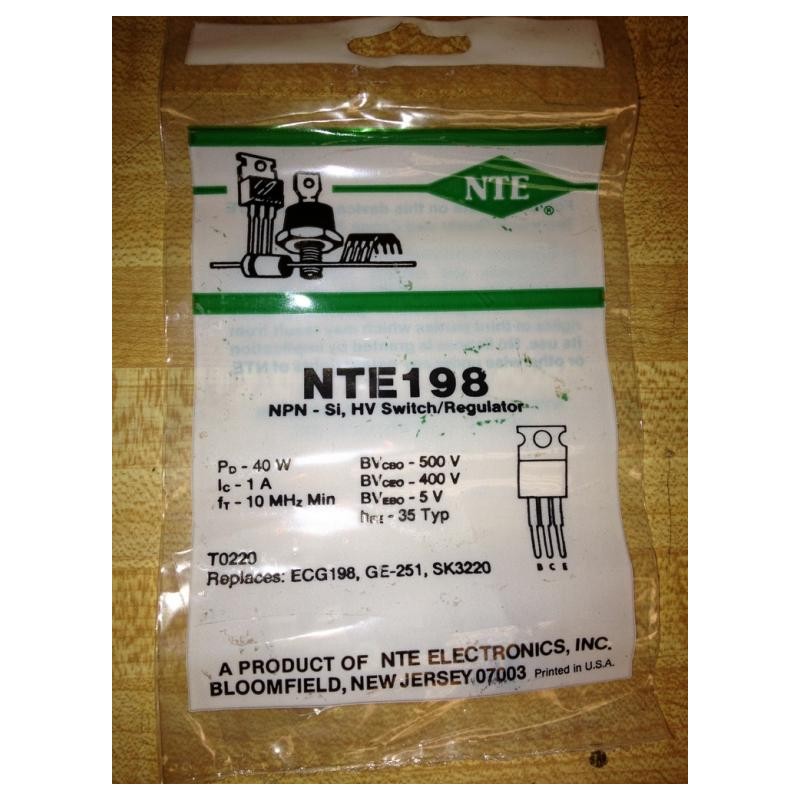 NTE
®
NTE198
NPN - Si, HV Switch/Regulator
PD - 40 W
IC - 1 A
fT - 10 MHz Min
BVCBO - 500 V
BVCEO - 400 V
BVEBO - 5 V
hFE - 35 Typ
B C E
T0220
Replaces: ECG198, GE-251, SK3220
A PRODUCT OF NTE ELECTRONICS, INC.
BLOOMFIELD, NEW JERSEY 07003 Printed in U.S.A.